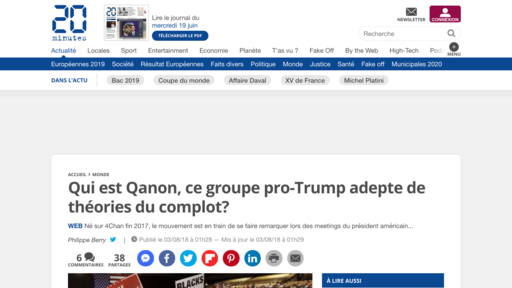 20
minutes
Lire le journal du
mercredi 19 juin
TÉLÉCHARGER LE PDF
NEWSLETTER
CONNEXION
Recherche
Actualité Locales Sport Entertainment Economie Planète T'as vu ? Fake Off By the Web High-Tech Pod
MENU
Européennes 2019 Société Résultat Européennes Faits divers Politique Monde Justice Santé Fake off Municipales 2020
DANS L'ACTU Bac 2019 Coupe du monde Affaire Daval XV de France Michel Platini
ACCUEIL MONDE
Qui est Qanon, ce groupe pro-Trump adepte de
théories du complot?
WEB Né sur 4Chan fin 2017, le mouvement est en train de se faire remarquer lors des meetings du président américain...
Philippe Berry | Publié le 03/08/18 à 01h28 — Mis à jour le 03/08/18 à 01h29
6 38
COMMENTAIRES PARTAGES
BLACKS
À LIRE AUSSI